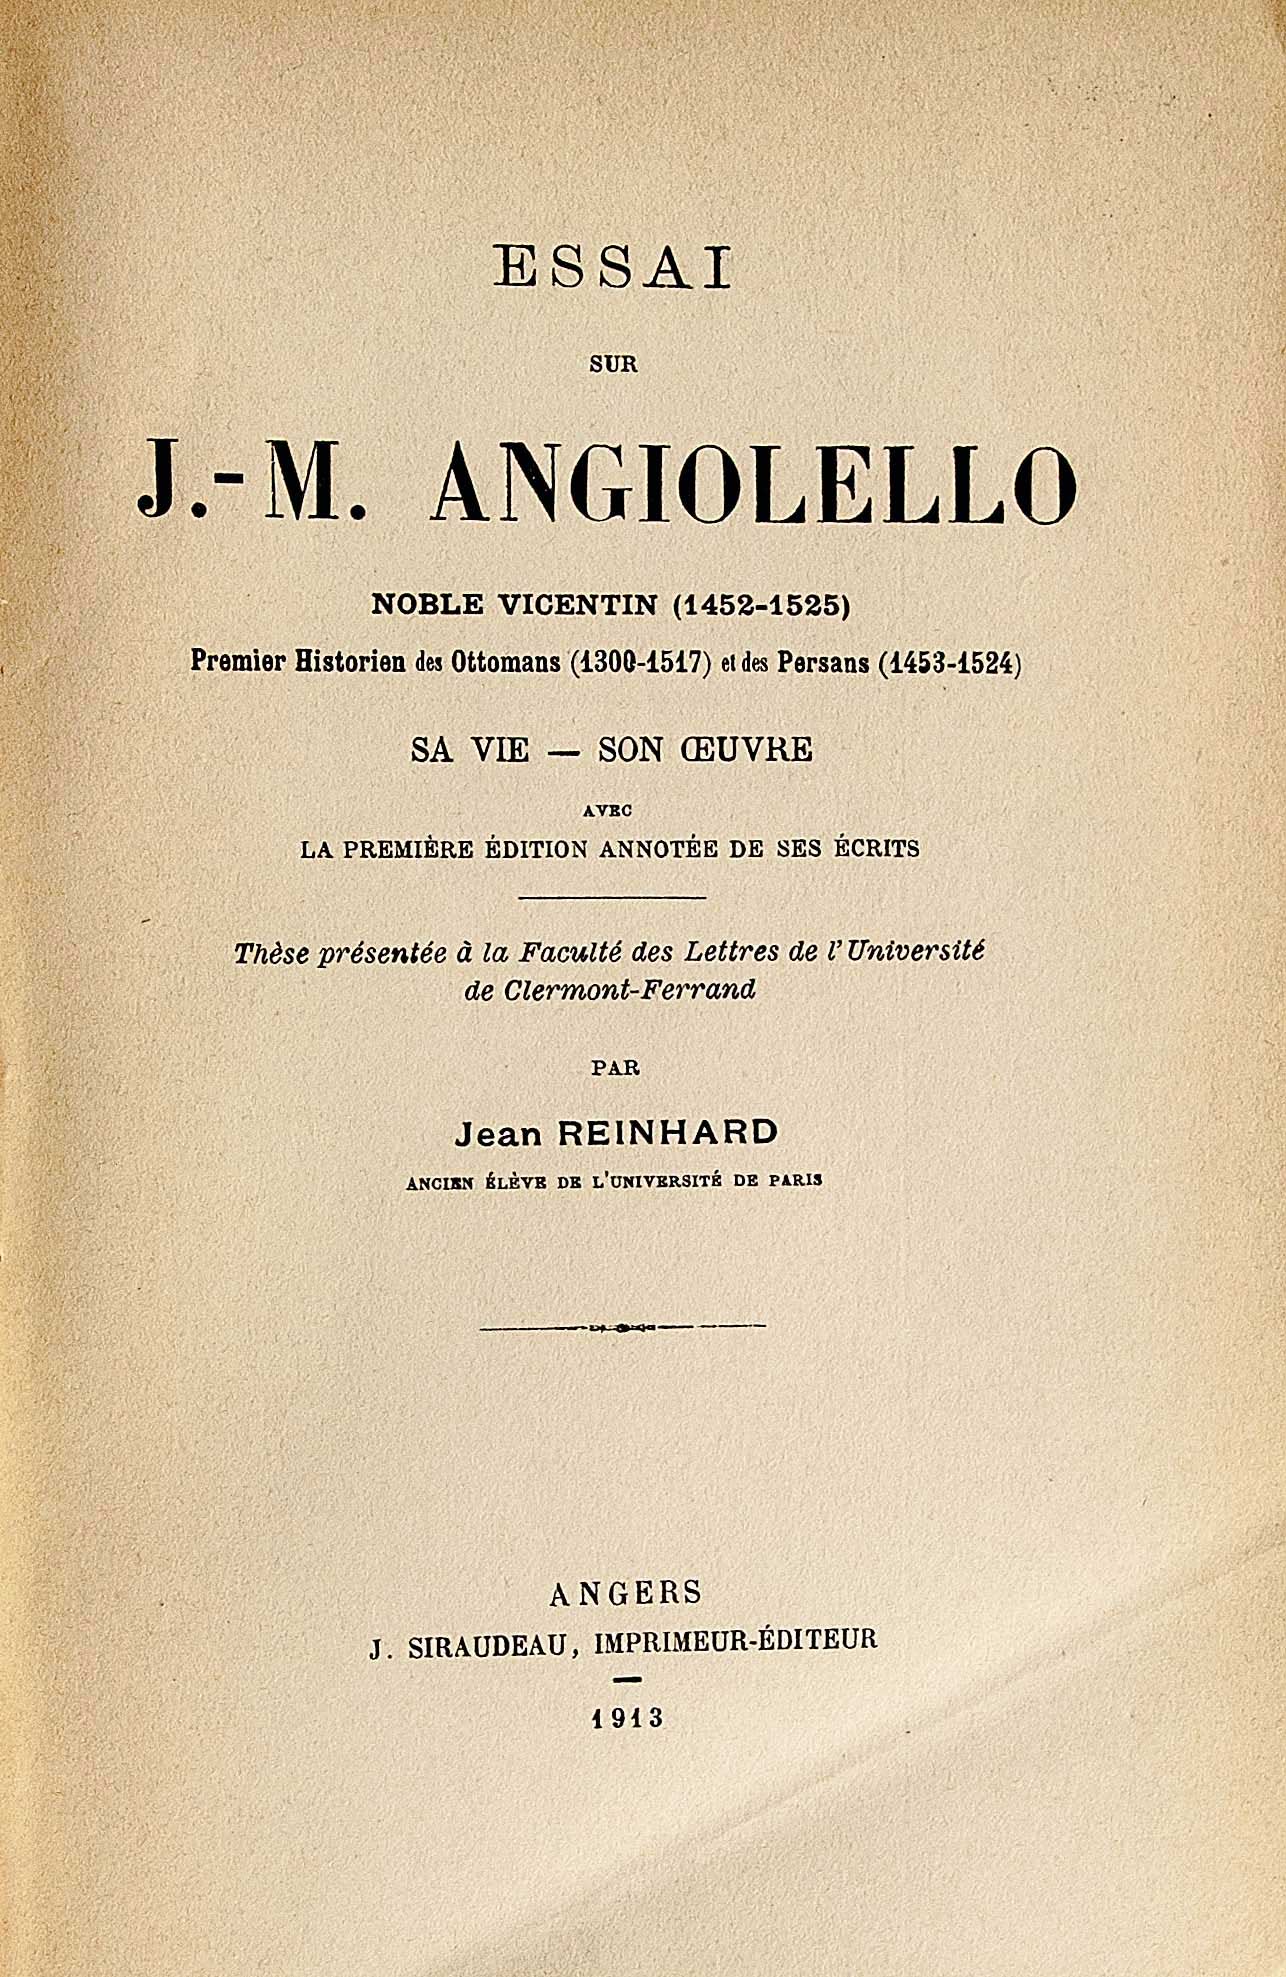 ESSAI
SUR
J.-M. ANGIOLELLO
NOBLE VICENTIN (1452-1525)
Premier Historien des Ottomans (1300-1517) et des Persans (1453-1524)
SA VIE — SON ŒUVRE
AVEC
LA PREMIÈRE ÉDITION ANNOTÉE DE SES ÉCRITS
Thèse présentée à la Faculté des Lettres de l'Université
de Clermont-Ferrand
PAR
Jean REINHARD
ANCIEN ÉLÈVE DE L'UNIVERSITÉ DE PARIS
ANGERS
J. SIRAUDEAU, IMPRIMEUR-ÉDITEUR
1913